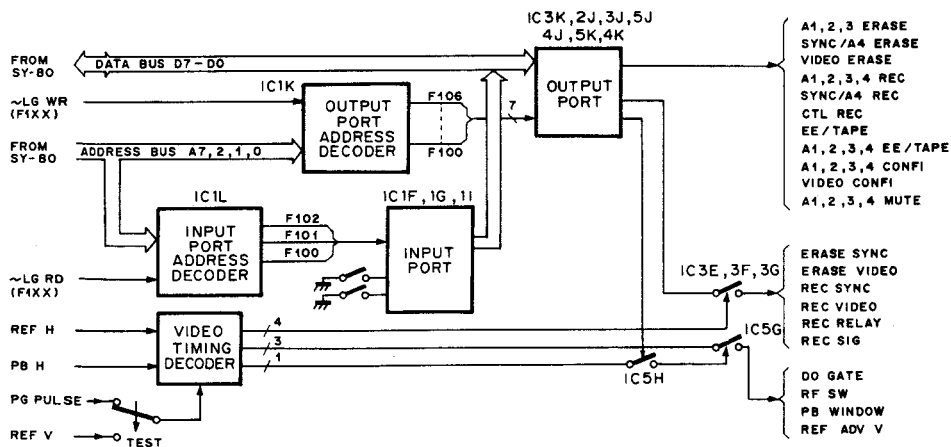 IC3K, 2J, 3J, 5J
4J, 5K, 4K
FROM
SY-80
DATA BUS D7-D0
IC1K
~LG WR
(F1XX)
OUTPUT
PORT
ADDRESS
DECODER
F106
F100
7
OUTPUT
PORT
FROM
SY-80
ADDRESS BUS A7,2,1,0
IC1L
INPUT
PORT
ADDRESS
DECODER
F102
F101
F100
IC1F, 1G, 1I
INPUT
PORT
~LG RD
(F1XX)
REF H
PB H
VIDEO
TIMING
DECODER
4
3
1
PG PULSE
REF V
TEST
IC3E, 3F, 3G
IC5G
IC5H
A1,2,3 ERASE
SYNC/A4 ERASE
VIDEO ERASE
A1,2,3,4 REC
SYNC/A4 REC
CTL REC
EE/TAPE
A1,2,3,4 EE/TAPE
A1,2,3,4 CONFI
VIDEO CONFI
A1,2,3,4 MUTE
ERASE SYNC
ERASE VIDEO
REC SYNC
REC VIDEO
REC RELAY
REC SIG
DO GATE
RF SW
PB WINDOW
REF ADV V